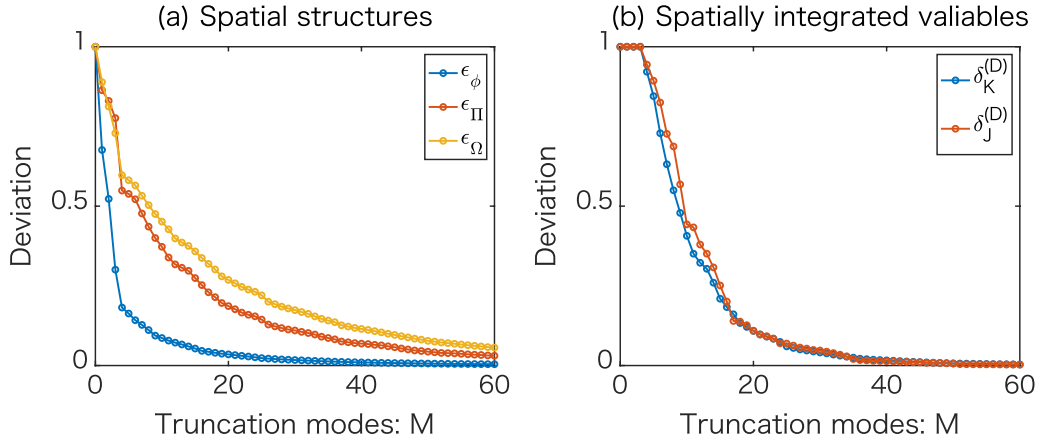 (a) Spatial structures
1
0.5
0
0
20
40
60
Deviation
Truncation modes: M
ϵ_ϕ
ϵ_Π
ϵ_Ω
(b) Spatially integrated valiables
1
0.5
0
0
20
40
60
Deviation
Truncation modes: M
δ_K^(D)
δ_J^(D)